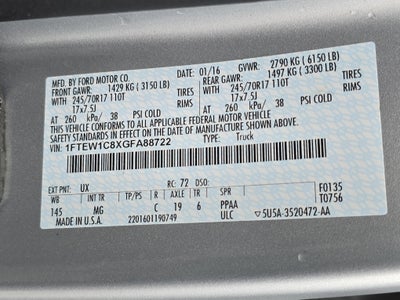 MFD. BY FORD MOTOR CO.
01/16 GVWR: 2790 KG ( 6150 LB)
FRONT GAWR: 1429 KG ( 3150 LB) REAR GAWR: 1497 KG ( 3300 LB)
WITH 245/70R17 110T WITH 245/70R17 110T
17x7.5J 17x7.5J
AT 260 kPa/ 38 PSI COLD AT 260 kPa/ 38 PSI COLD
THIS VEHICLE CONFORMS TO ALL APPLICABLE FEDERAL MOTOR VEHICLE
SAFETY STANDARDS IN EFFECT ON THE DATE OF MANUFACTURE SHOWN ABOVE.
VIN: 1FTEW1C8XGFA88722
TYPE: Truck
EXT PNT: UX RC: 72 DSO:
WB INT TR TP/PS R AXLE TR SPR F0135
145 MG C 19 6 PPAA T0756
MADE IN U.S.A. 2201601190749 ULC 5U5A-3520472-AA